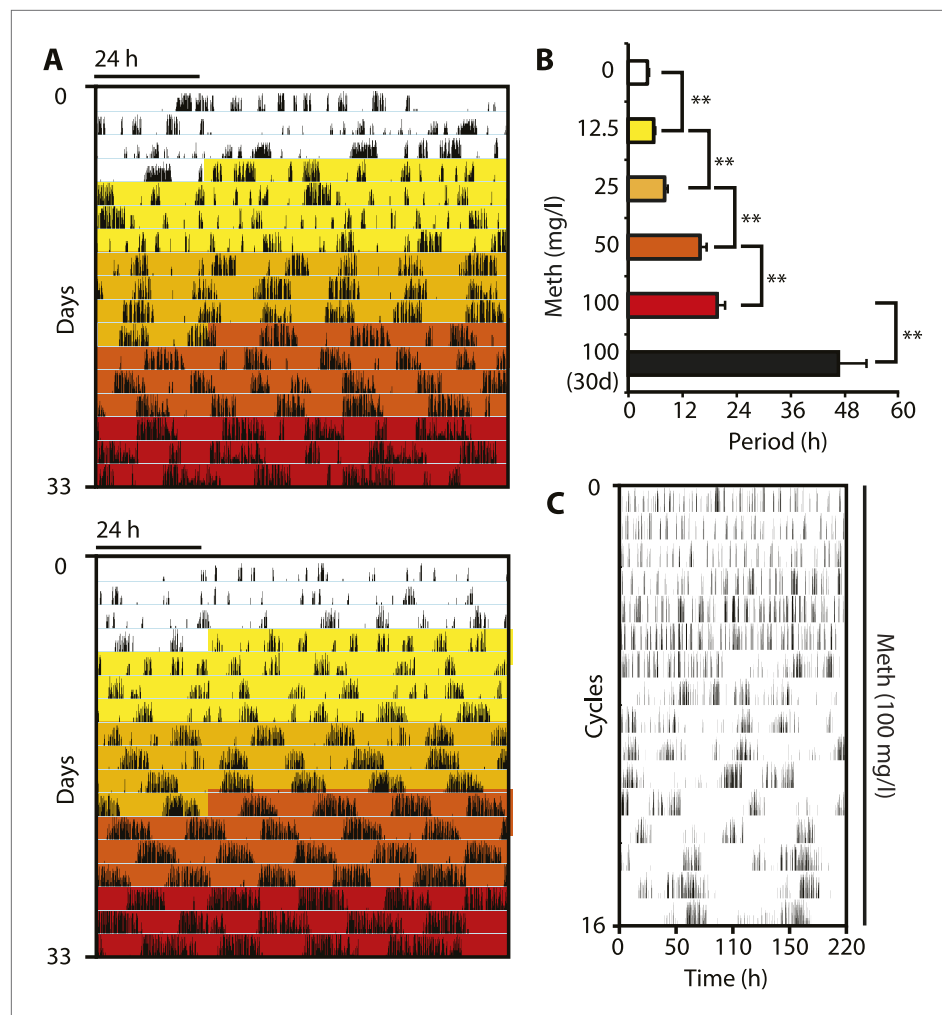 A
24 h
0
Days
33
24 h
0
Days
33
B
Meth (mg/l)
0
12.5
25
50
100
100
(30d)
**
**
**
**
**
0 12 24 36 48 60
Period (h)
C
0
Cycles
16
0 50 110 150 220
Time (h)
Meth (100 mg/l)